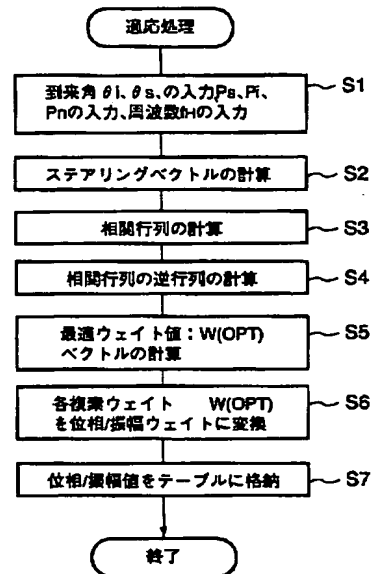 適応処理
到来角θi、θs、の入力Ps、Pi、
Pnの入力、周波数fHの入力
S1
ステアリングベクトルの計算
S2
相関行列の計算
S3
相関行列の逆行列の計算
S4
最適ウェイト値：W(OPT)
ベクトルの計算
S5
各複素ウェイト W(OPT)
を位相/振幅ウェイトに変換
S6
位相/振幅値をテーブルに格納
S7
終了